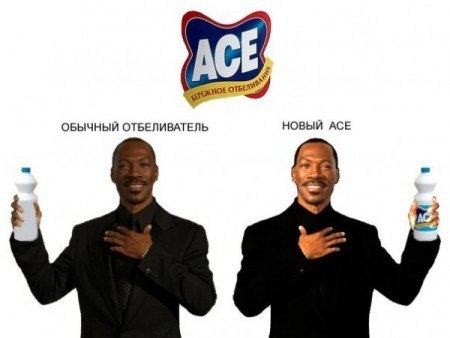 ACE
БЕРЕЖНОЕ ОТБЕЛИВАНИЕ
ОБЫЧНЫЙ ОТБЕЛИВАТЕЛЬ
НОВЫЙ ACE
ACE